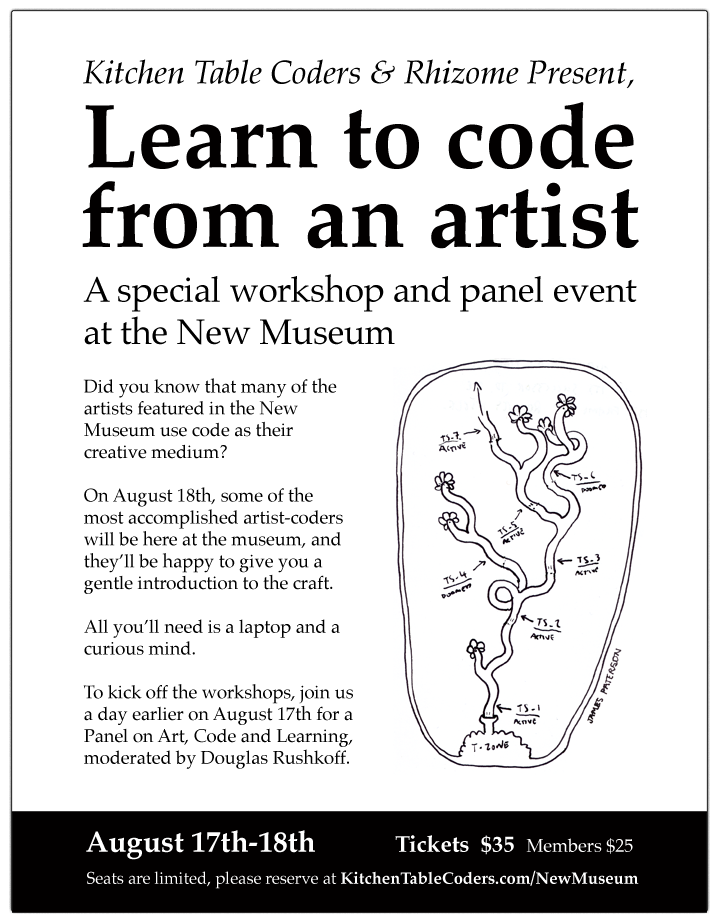 Kitchen Table Coders & Rhizome Present,
Learn to code
from an artist
A special workshop and panel event
at the New Museum
Did you know that many of the
artists featured in the New
Museum use code as their
creative medium?
On August 18th, some of the
most accomplished artist-coders
will be here at the museum, and
they'll be happy to give you a
gentle introduction to the craft.
All you'll need is a laptop and a
curious mind.
To kick off the workshops, join us
a day earlier on August 17th for a
Panel on Art, Code and Learning,
moderated by Douglas Rushkoff.
TS-7
ACTIVE
TS-6
DOOMED
TS-5
ACTIVE
TS-3
ACTIVE
TS-4
DOOMED
TS-2
ACTIVE
TS-1
ACTIVE
T-ZONE
JAMES PATERSON
August 17th-18th
Tickets $35 Members $25
Seats are limited, please reserve at KitchenTableCoders.com/NewMuseum